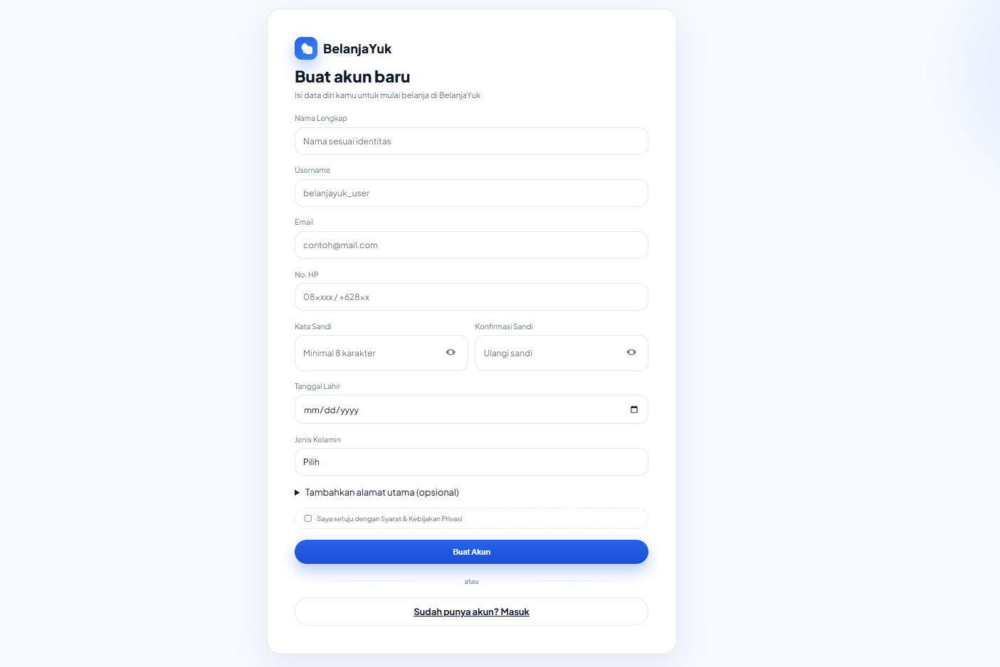 BelanjaYuk
Buat akun baru
Isi data diri kamu untuk mulai belanja di BelanjaYuk
Nama Lengkap
Nama sesuai identitas
Username
belanjayuk_user
Email
contoh@mail.com
No. HP
08xxxx / +628xx
Kata Sandi
Minimal 8 karakter
Konfirmasi Sandi
Ulangi sandi
Tanggal Lahir
mm/dd/yyyy
Jenis Kelamin
Pilih
Tambahkan alamat utama (opsional)
Saya setuju dengan Syarat & Kebijakan Privasi
Buat Akun
atau
Sudah punya akun? Masuk